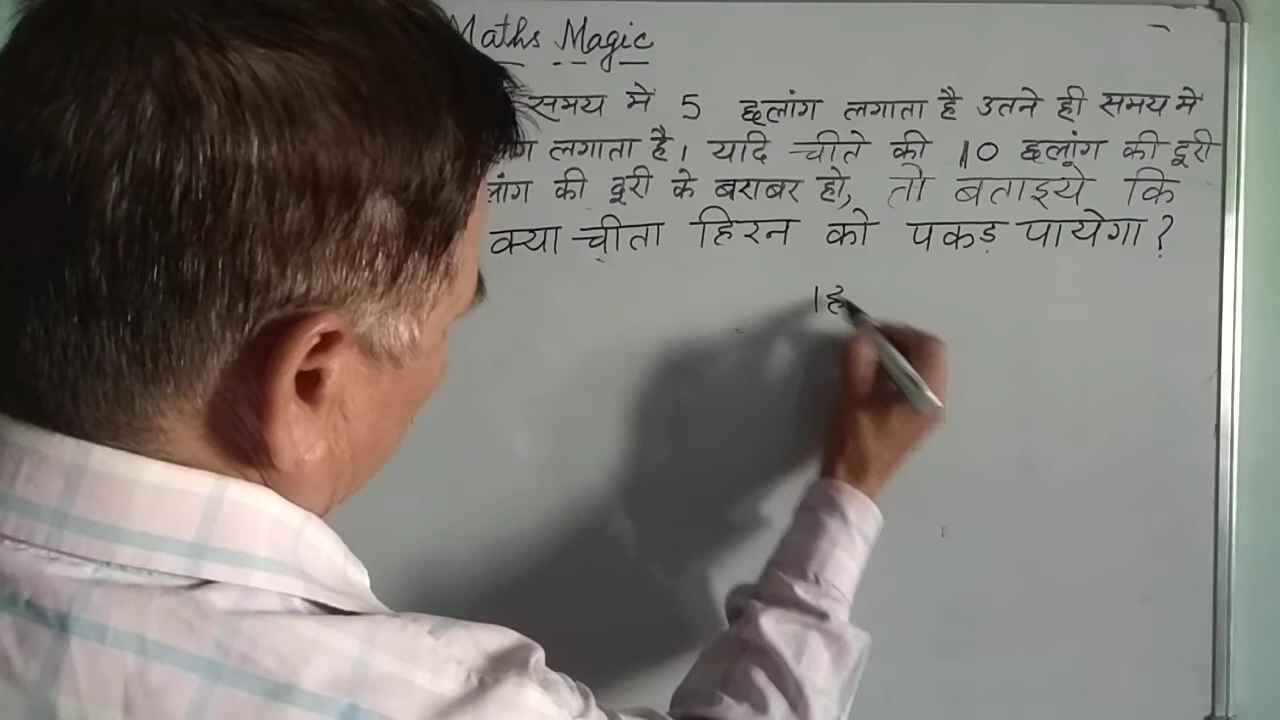 Maths Magic
समय में 5 छलांग लगाता है उतने ही समय में
लगाता है। यदि चीते की 10 छलांग की दूरी
की दूरी के बराबर हो, तो बताइये कि
क्या चीता हिरन को पकड़ पायेगा?